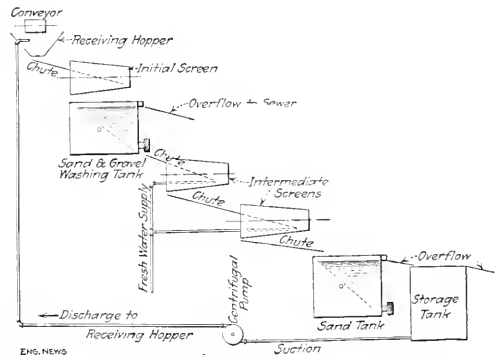 Conveyor
Receiving Hopper
Chute
Initial Screen
Overflow to Sewer
Sand & Gravel
Washing Tank
Chute
Intermediate
Screens
Chute
Fresh Water Supply
Chute
Overflow
Centrifugal
Pump
Storage
Tank
Sand Tank
Discharge to
Receiving Hopper
Suction
ENG. NEWS